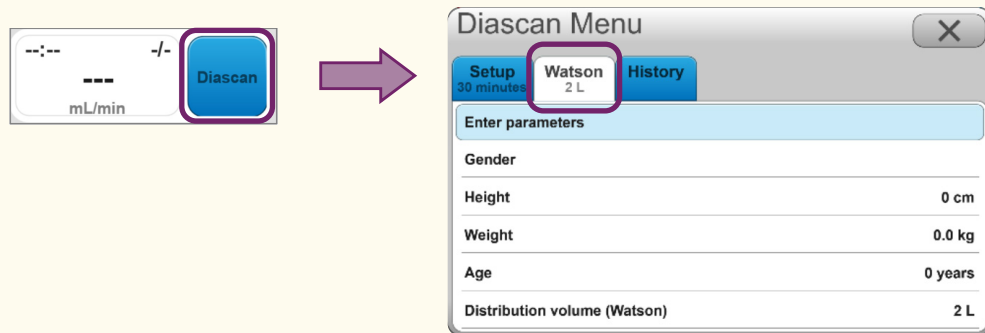 --:-- -/-
---
mL/min
Diascan
Diascan Menu
Setup
30 minutes
Watson
2 L
History
Enter parameters
Gender
Height 0 cm
Weight 0.0 kg
Age 0 years
Distribution volume (Watson) 2 L